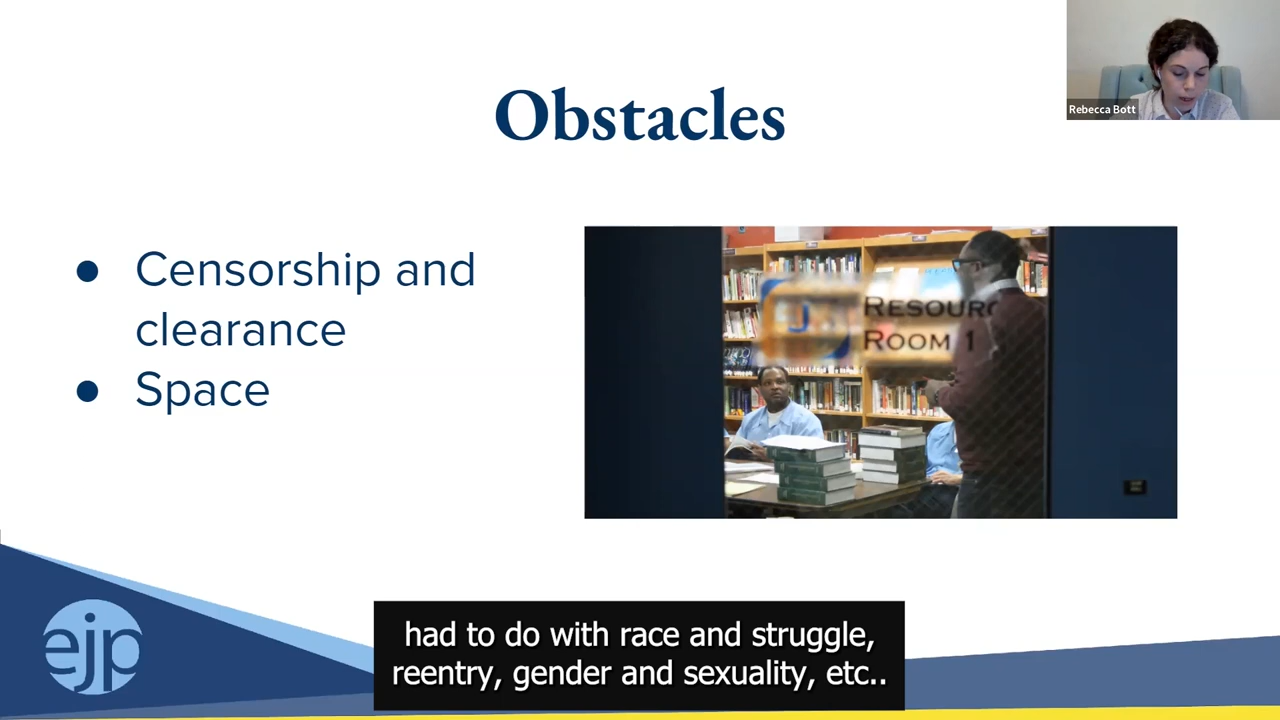 Rebecca Bott
Obstacles
● Censorship and
clearance
● Space
RESOURC
ROOM 1
ejp
had to do with race and struggle,
reentry, gender and sexuality, etc..